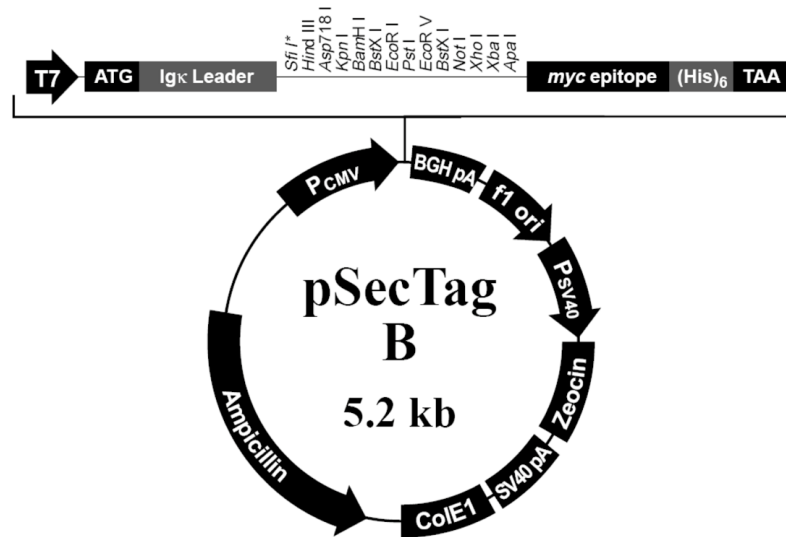 Sfi I*
Hind III
Asp718 I
Kpn I
BamH I
BstX I
EcoR I
Pst I
EcoR V
BstX I
Not I
Xho I
Xba I
Apa I
T7 ATG Igκ Leader myc epitope (His)6 TAA
PCMV
BGH pA
f1 ori
PSV40
Zeocin
SV40 pA
ColE1
Ampicillin
pSecTag
B
5.2 kb